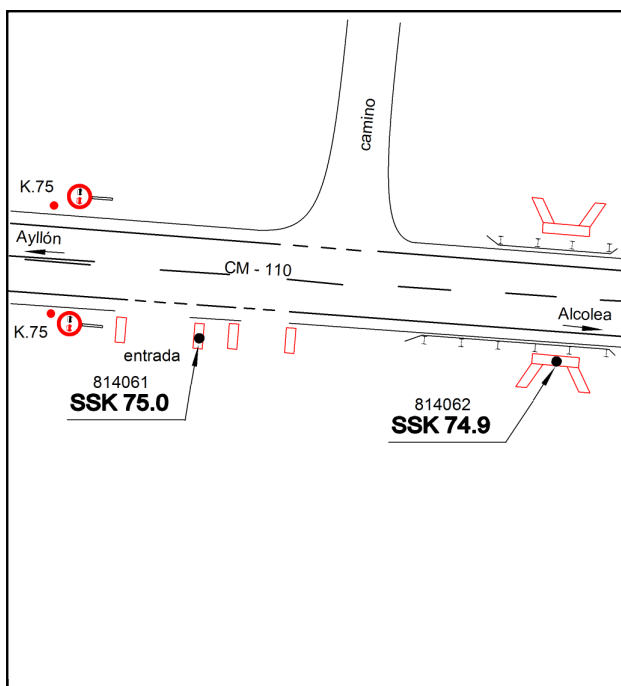 camino
K.75
Ayllón
CM - 110
Alcolea
K.75
entrada
814061
SSK 75.0
814062
SSK 74.9